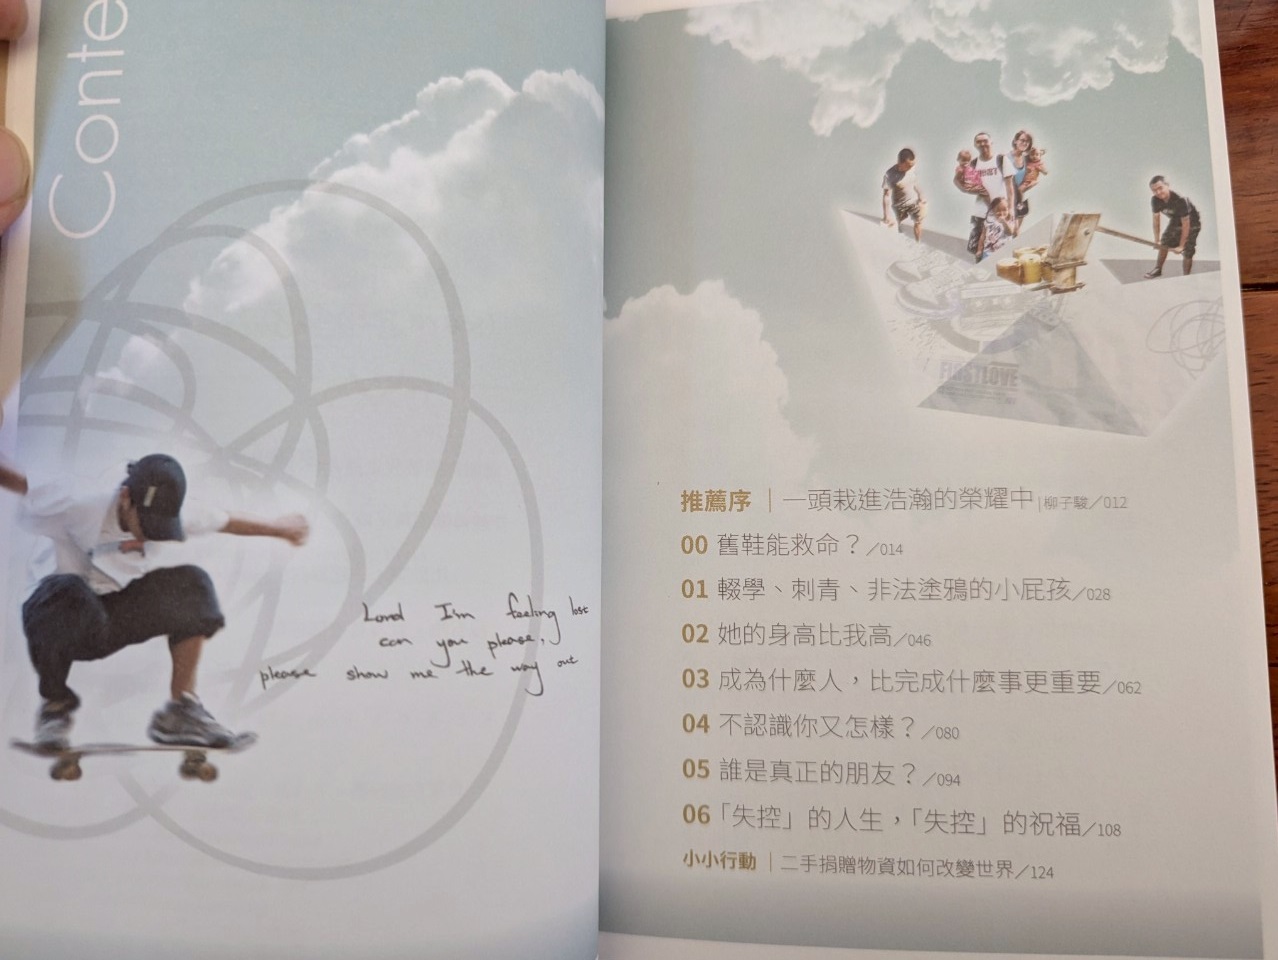 Conte
Lord I'm feeling lost
can you please,
please show me the way out
FIRST LOVE
推薦序｜一頭栽進浩瀚的榮耀中|柳子駿／012
00 舊鞋能救命？／014
01 輟學、刺青、非法塗鴉的小屁孩／028
02 她的身高比我高／046
03 成為什麼人，比完成什麼事更重要／062
04 不認識你又怎樣？／080
05 誰是真正的朋友？／094
06「失控」的人生，「失控」的祝福／108
小小行動｜二手捐贈物資如何改變世界／124